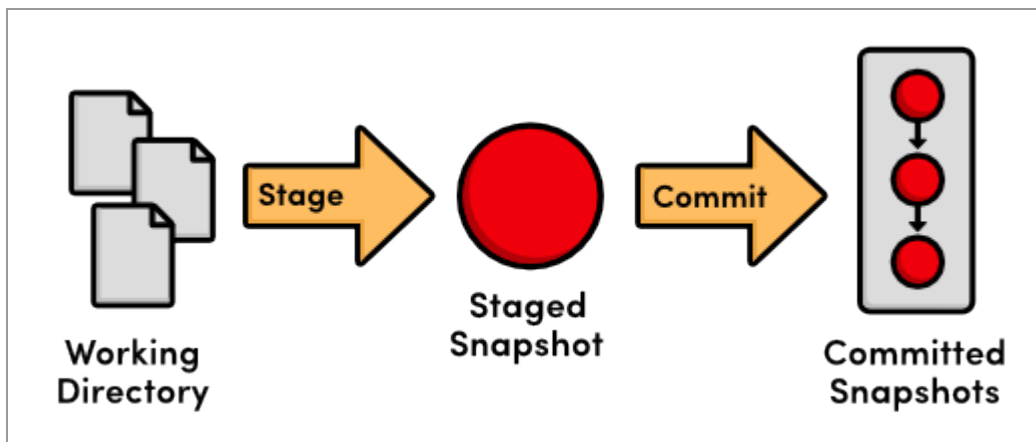 Stage
Commit
Staged
Snapshot
Working
Directory
Committed
Snapshots